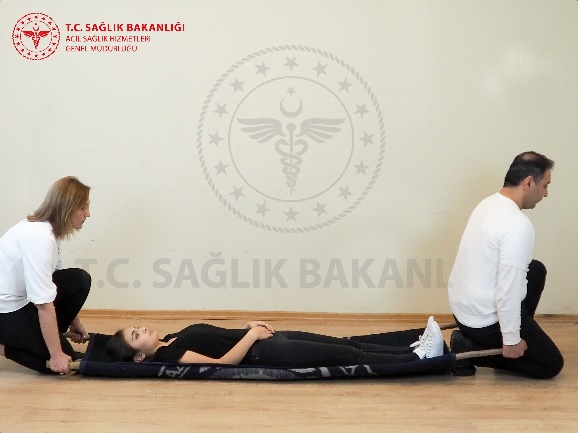 T.C. SAĞLIK BAKANLIĞI
ACİL SAĞLIK HİZMETLERİ
GENEL MÜDÜRLÜĞÜ
T.C. SAĞLIK BAKANL